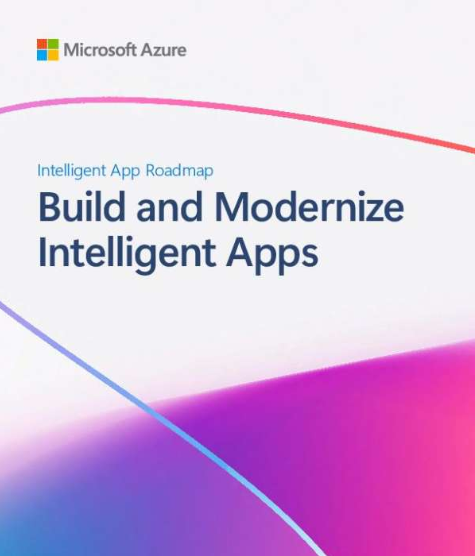 Microsoft Azure
Intelligent App Roadmap
Build and Modernize
Intelligent Apps